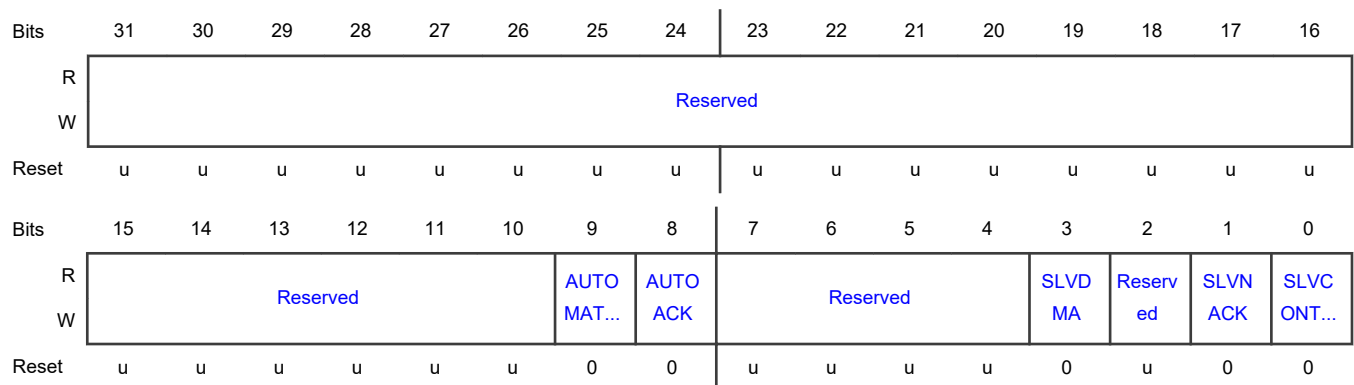 Bits 31 30 29 28 27 26 25 24 23 22 21 20 19 18 17 16
R
Reserved
W
Reset u u u u u u u u u u u u u u u u
Bits 15 14 13 12 11 10 9 8 7 6 5 4 3 2 1 0
R Reserved AUTO MAT... AUTO ACK Reserved SLVD MA Reserv ed SLVN ACK SLVC ONT...
W
Reset u u u u u u 0 0 u u u u 0 u 0 0